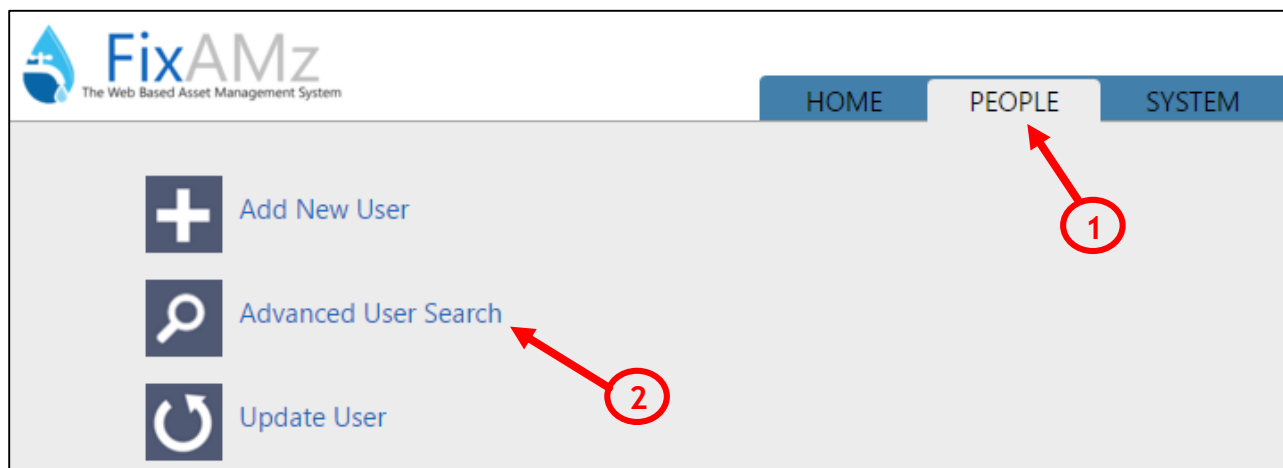 FixAMz
The Web Based Asset Management System
HOME PEOPLE SYSTEM
Add New User
1
Advanced User Search
2
Update User